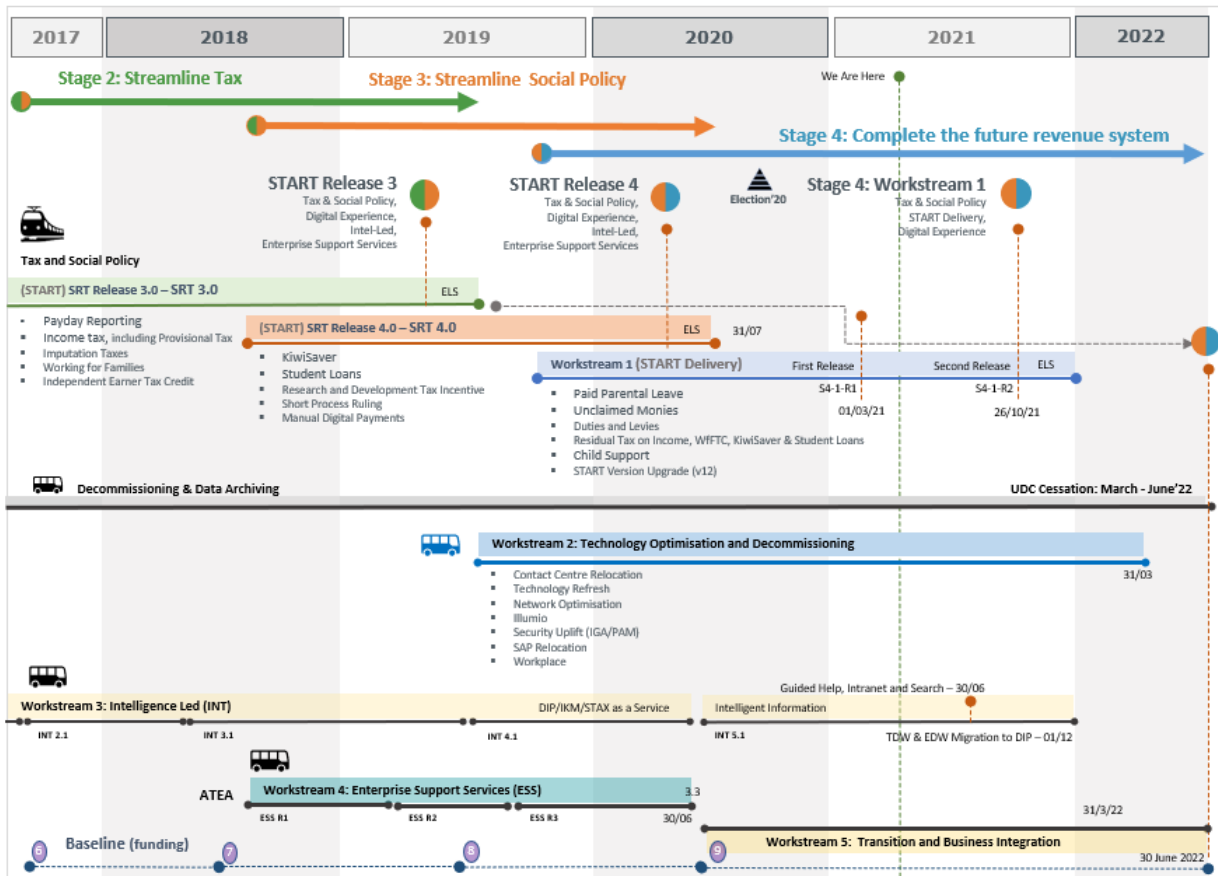 2017
2018
2019
2020
2021
2022
Stage 2: Streamline Tax
Stage 3: Streamline Social Policy
We Are Here
Stage 4: Complete the future revenue system
START Release 3
Tax & Social Policy,
Digital Experience,
Intel-Led,
Enterprise Support Services
START Release 4
Tax & Social Policy,
Digital Experience,
Intel-Led,
Enterprise Support Services
Election'20
Stage 4: Workstream 1
Tax & Social Policy
START Delivery,
Digital Experience
Tax and Social Policy
(START) SRT Release 3.0 – SRT 3.0
ELS
▪ Payday Reporting
▪ Income tax, including Provisional Tax
▪ Imputation Taxes
▪ Working for Families
▪ Independent Earner Tax Credit
(START) SRT Release 4.0 – SRT 4.0
ELS
31/07
▪ KiwiSaver
▪ Student Loans
▪ Research and Development Tax Incentive
▪ Short Process Ruling
▪ Manual Digital Payments
Workstream 1 (START Delivery)
First Release
Second Release
ELS
S4-1-R1
S4-1-R2
01/03/21
26/10/21
▪ Paid Parental Leave
▪ Unclaimed Monies
▪ Duties and Levies
▪ Residual Tax on Income, WfFTC, KiwiSaver & Student Loans
▪ Child Support
▪ START Version Upgrade (v12)
Decommissioning & Data Archiving
UDC Cessation: March - June'22
Workstream 2: Technology Optimisation and Decommissioning
31/03
▪ Contact Centre Relocation
▪ Technology Refresh
▪ Network Optimisation
▪ Illumio
▪ Security Uplift (IGA/PAM)
▪ SAP Relocation
▪ Workplace
Guided Help, Intranet and Search – 30/06
Workstream 3: Intelligence Led (INT)
DIP/IKM/STAX as a Service
Intelligent Information
INT 2.1
INT 3.1
INT 4.1
INT 5.1
TDW & EDW Migration to DIP – 01/12
ATEA
Workstream 4: Enterprise Support Services (ESS)
3.3
ESS R1
ESS R2
ESS R3
30/06
31/3/22
Baseline (funding)
6
7
8
9
Workstream 5: Transition and Business Integration
30 June 2022